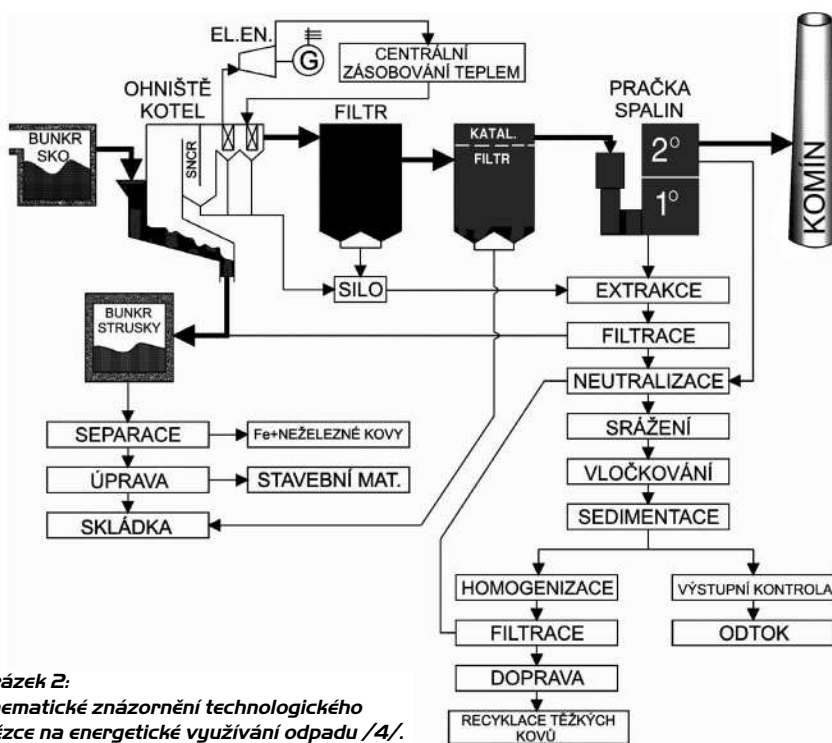 EL.EN.
G
CENTRÁLNÍ
ZÁSOBOVÁNÍ TEPLEM
OHNIŠTĚ
KOTEL
FILTR
PRAČKA
SPALIN
BUNKR
SKO
SNCR
KATAL.
FILTR
2°
1°
KOMÍN
SILO
EXTRAKCE
BUNKR
STRUSKY
FILTRACE
NEUTRALIZACE
SEPARACE
Fe+NEŽELEZNÉ KOVY
SRÁŽENÍ
ÚPRAVA
STAVEBNÍ MAT.
VLOČKOVÁNÍ
SKLÁDKA
SEDIMENTACE
HOMOGENIZACE
VÝSTUPNÍ KONTROLA
FILTRACE
ODTOK
DOPRAVA
RECYKLACE TĚŽKÝCH
KOVŮ
rázek 2:
hematické znázornění technologického
ězce na energetické využívání odpadu /4/.